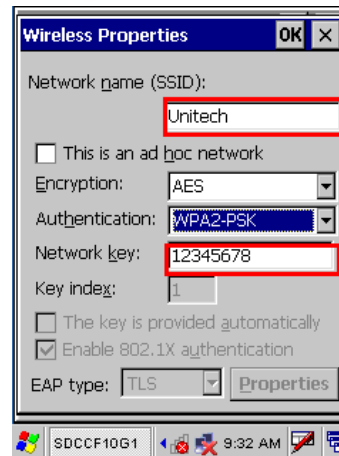 Wireless Properties OK ×
Network name (SSID):
Unitech
This is an ad hoc network
Encryption: AES
Authentication: WPA2-PSK
Network key: 12345678
Key index: 1
The key is provided automatically
Enable 802.1X authentication
EAP type: TLS Properties
SDCCF10G1 9:32 AM